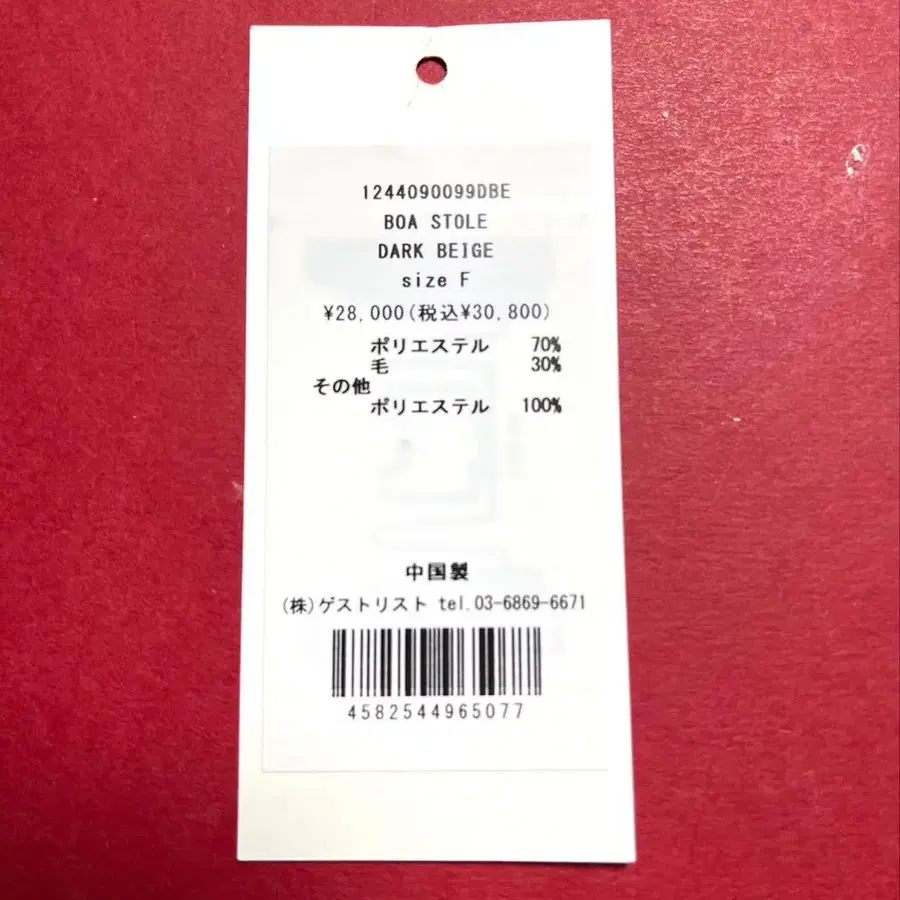 1244090099DBE
BOA STOLE
DARK BEIGE
size F
¥28,000(税込¥30,800)
ポリエステル 70%
毛 30%
その他
ポリエステル 100%
中国製
(株)ゲストリスト tel.03-6869-6671
4582544965077